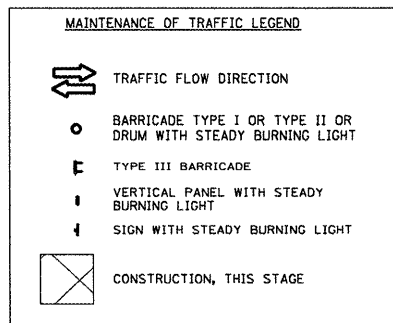 MAINTENANCE OF TRAFFIC LEGEND
TRAFFIC FLOW DIRECTION
BARRICADE TYPE I OR TYPE II OR
DRUM WITH STEADY BURNING LIGHT
TYPE III BARRICADE
VERTICAL PANEL WITH STEADY
BURNING LIGHT
SIGN WITH STEADY BURNING LIGHT
CONSTRUCTION, THIS STAGE